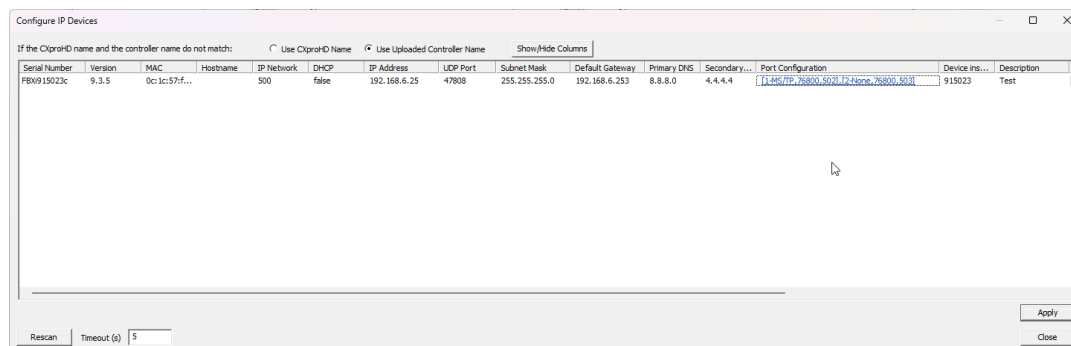 Configure IP Devices
If the CXproHD name and the controller name do not match: Use CXproHD Name Use Uploaded Controller Name Show/Hide Columns
Serial Number Version MAC Hostname IP Network DHCP IP Address UDP Port Subnet Mask Default Gateway Primary DNS Secondary... Port Configuration Device ins... Description
FBXi915023c 9.3.5 0c:1c:57:f... 500 false 192.168.6.25 47808 255.255.255.0 192.168.6.253 8.8.8.0 4.4.4.4 [1-MS/TP,76800,502],[2-None,76800,503] 915023 Test
Apply
Rescan Timeout (s) 5 Close